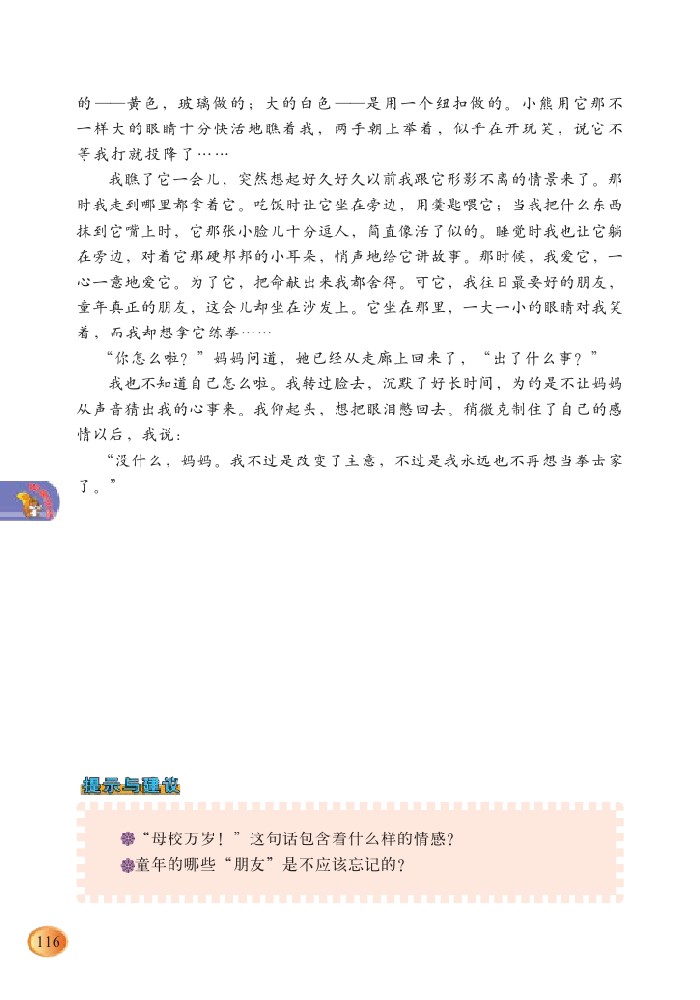 的——黄色，玻璃做的；大的白色——是用一个纽扣做的。小熊用它那不
一样大的眼睛十分快活地瞧着我，两手朝上举着，似乎在开玩笑，说它不
等我打就投降了……
我瞧了它一会儿，突然想起好久好久以前我跟它形影不离的情景来了。那
时我走到哪里都拿着它。吃饭时让它坐在旁边，用羹匙喂它；当我把什么东西
抹到它嘴上时，它那张小脸儿十分逗人，简直像活了似的。睡觉时我也让它躺
在旁边，对着它那硬邦邦的小耳朵，悄声地给它讲故事。那时候，我爱它，一
心一意地爱它。为了它，把命献出来我都舍得。可它，我往日最要好的朋友，
童年真正的朋友，这会儿却坐在沙发上。它坐在那里，一大一小的眼睛对我笑
着，而我却想拿它练拳……
“你怎么啦？”妈妈问道，她已经从走廊上回来了，“出了什么事？”
我也不知道自己怎么啦。我转过脸去，沉默了好长时间，为的是不让妈妈
从声音猜出我的心事来。我仰起头，想把眼泪憋回去。稍微克制住了自己的感
情以后，我说：
“没什么，妈妈。我不过是改变了主意，不过是我永远也不再想当拳击家
了。”
提示与建议
“母校万岁！”这句话包含着什么样的情感？
童年的哪些“朋友”是不应该忘记的？
116